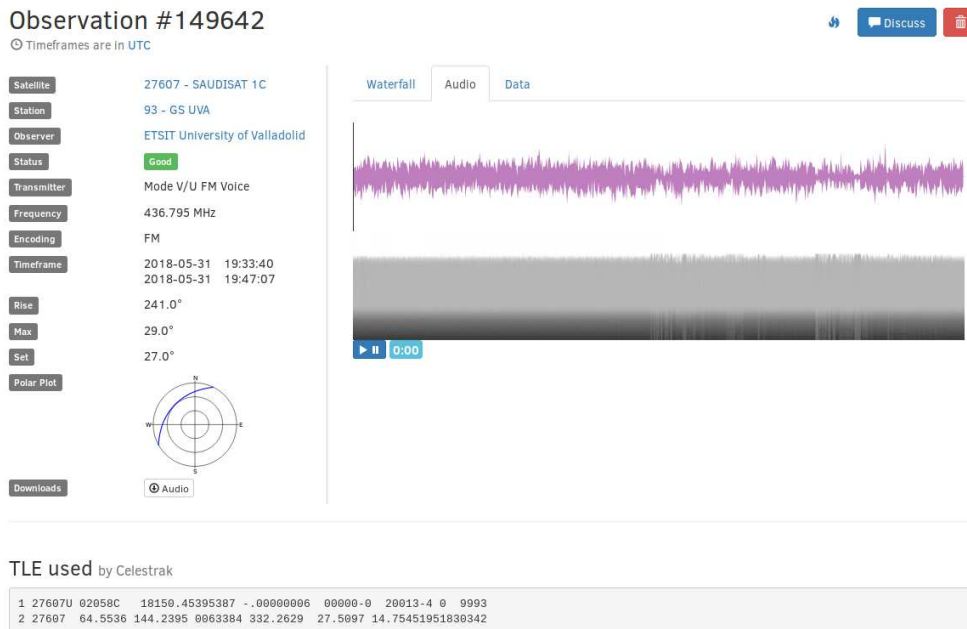 Observation #149642
Discuss
Timeframes are in UTC
Satellite 27607 - SAUDISAT 1C
Station 93 - GS UVA
Observer ETSIT University of Valladolid
Status Good
Transmitter Mode V/U FM Voice
Frequency 436.795 MHz
Encoding FM
Timeframe 2018-05-31 19:33:40
2018-05-31 19:47:07
Rise 241.0°
Max 29.0°
Set 27.0°
Polar Plot
N
W E
S
Downloads Audio
Waterfall Audio Data
0:00
TLE used by Celestrak
1 27607U 02058C 18150.45395387 -.00000006 00000-0 20013-4 0 9993
2 27607 64.5536 144.2395 0063384 332.2629 27.5097 14.75451951830342